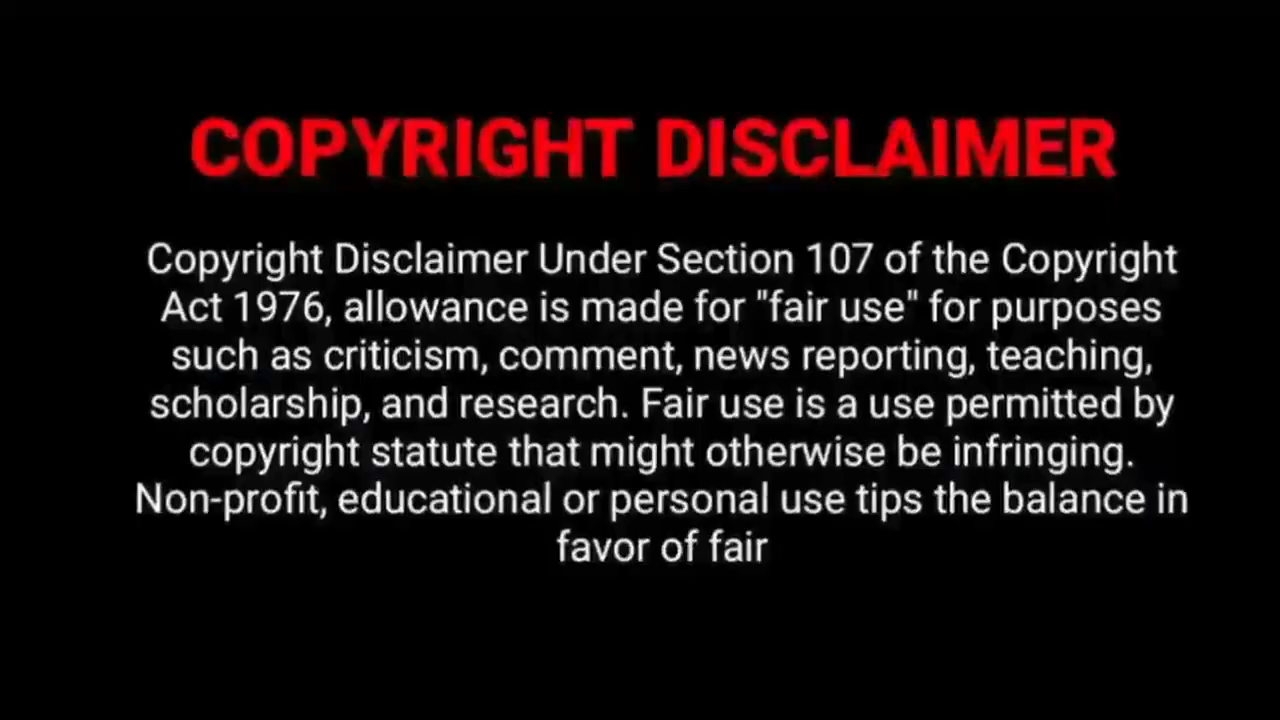 COPYRIGHT DISCLAIMER
Copyright Disclaimer Under Section 107 of the Copyright
Act 1976, allowance is made for "fair use" for purposes
such as criticism, comment, news reporting, teaching,
scholarship, and research. Fair use is a use permitted by
copyright statute that might otherwise be infringing.
Non-profit, educational or personal use tips the balance in
favor of fair